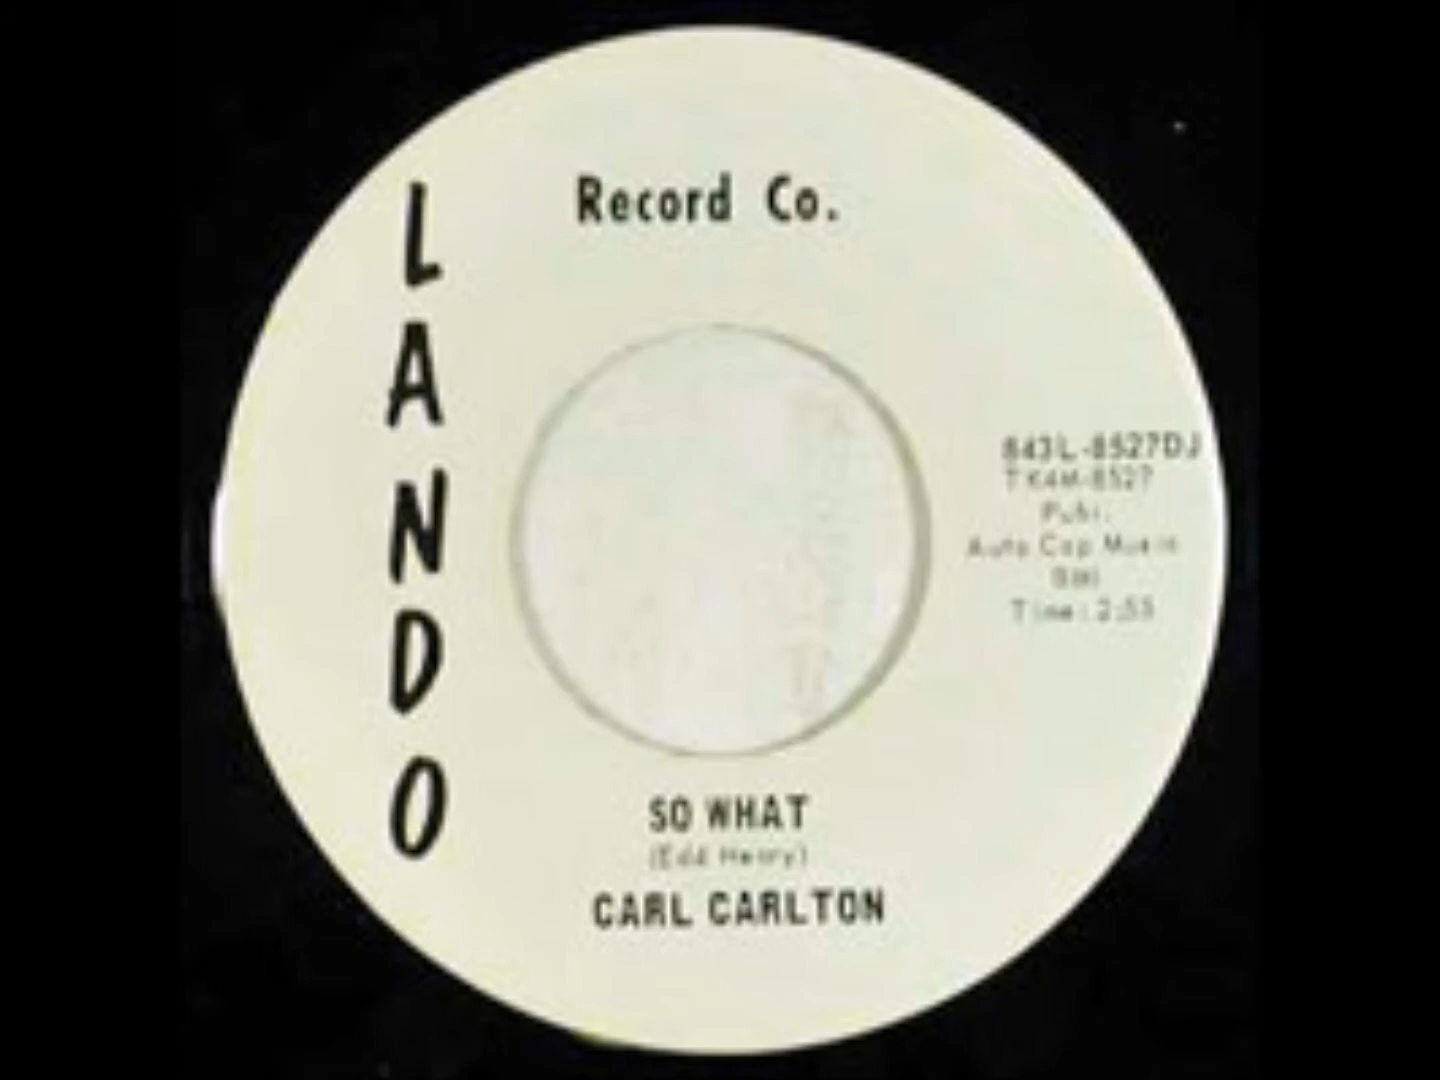 LANDO
Record Co.
843L-8527DJ
TK4M-8527
Publ.
Auto Cap Music
BMI
Time: 2:55
SO WHAT
(Edd Henry)
CARL CARLTON